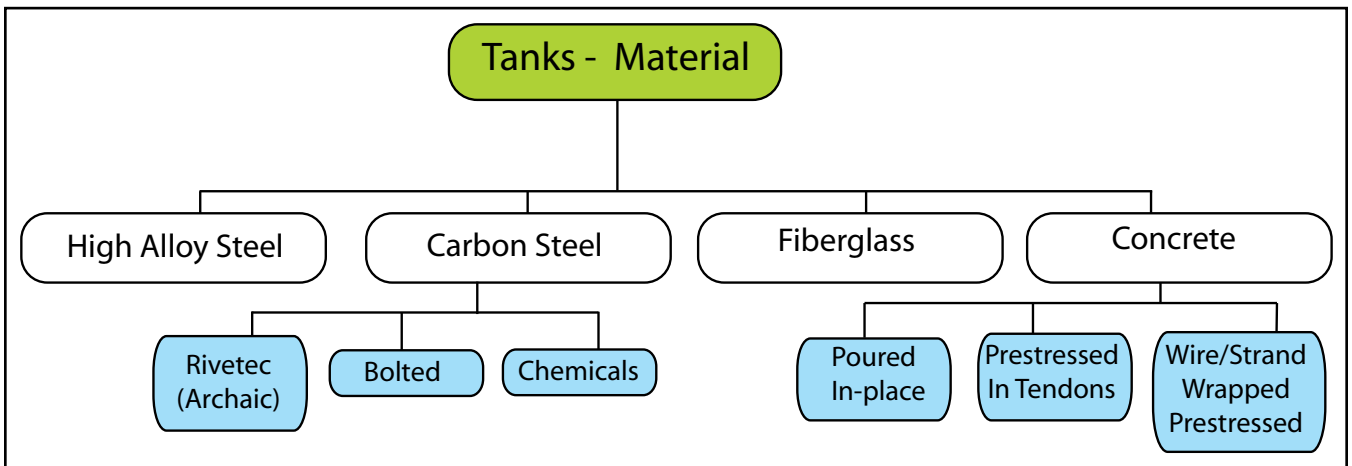 Tanks - Material
High Alloy Steel
Carbon Steel
Fiberglass
Concrete
Rivetec
(Archaic)
Bolted
Chemicals
Poured
In-place
Prestressed
In Tendons
Wire/Strand
Wrapped
Prestressed